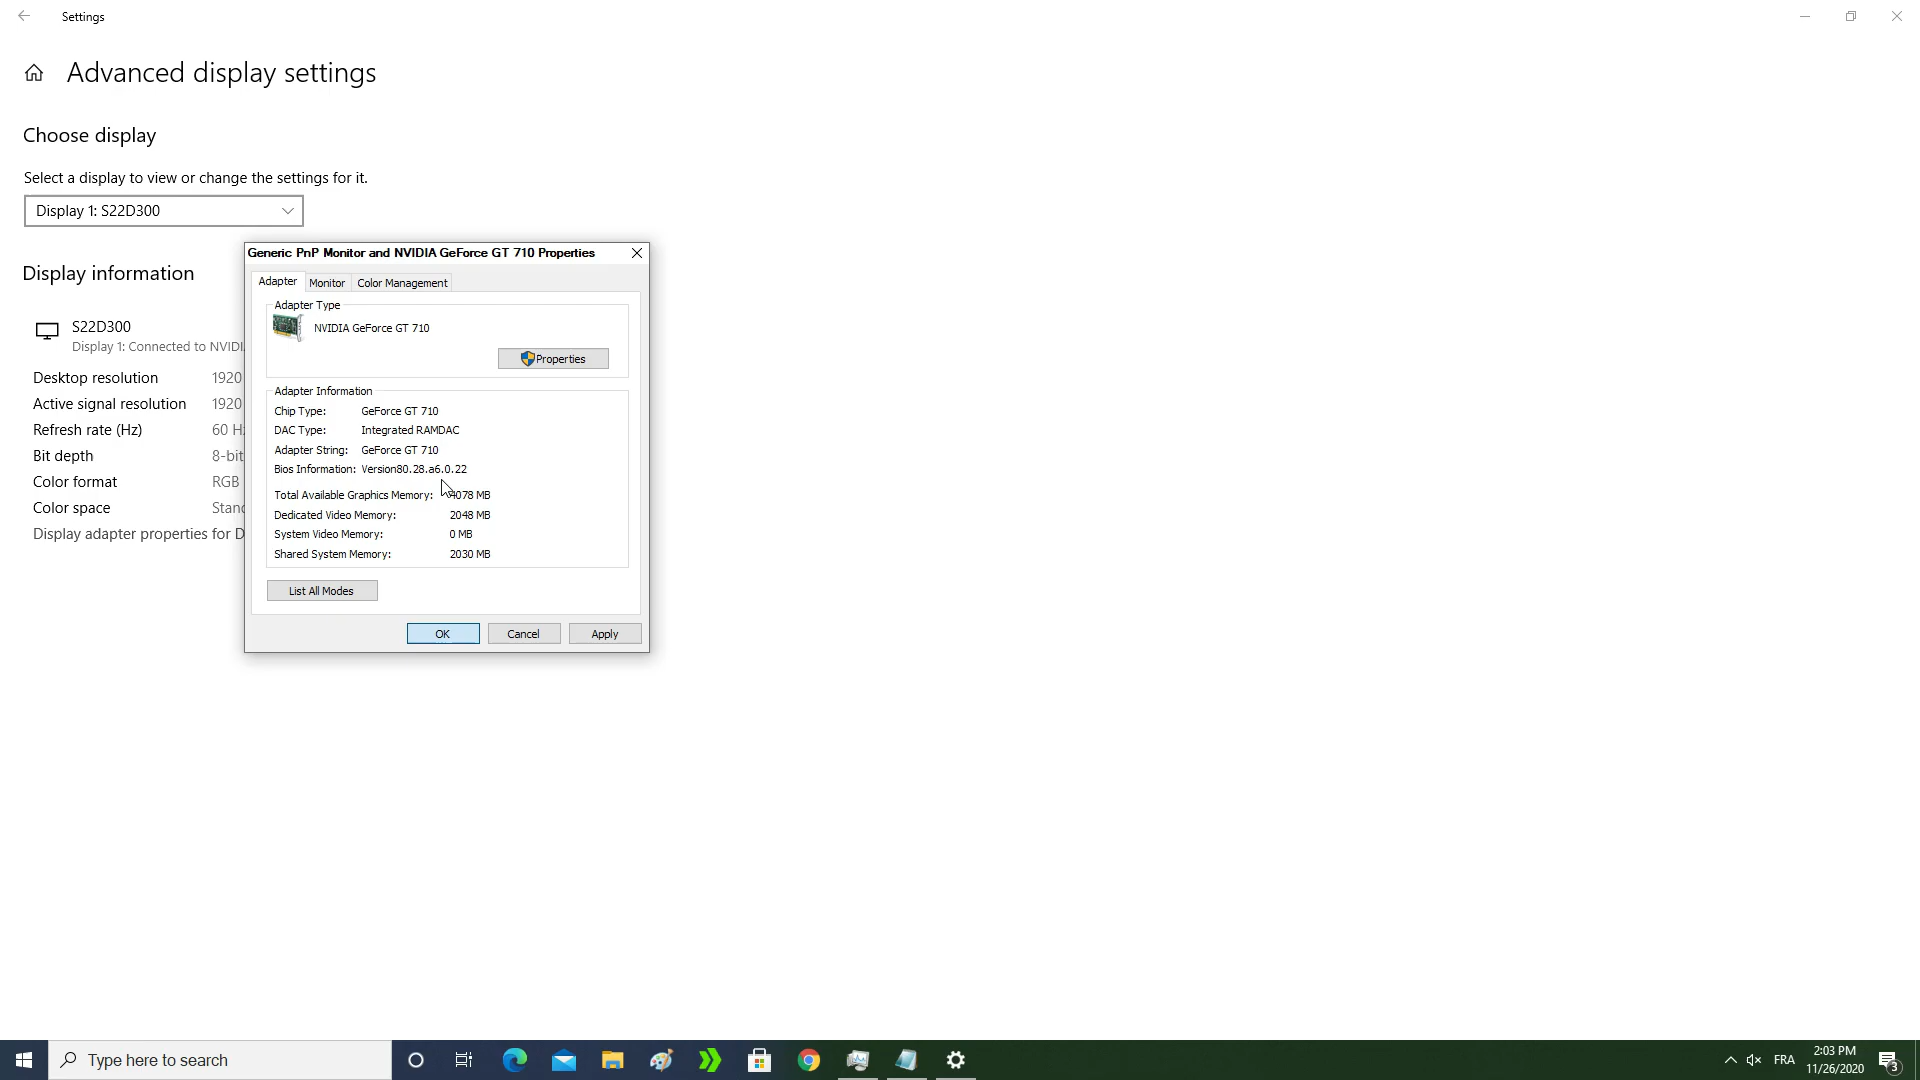 Settings
Advanced display settings
Choose display
Select a display to view or change the settings for it.
Display 1: S22D300
Display information
S22D300
Display 1: Connected to NVIDI
Desktop resolution 1920
Active signal resolution 1920
Refresh rate (Hz) 60 Hz
Bit depth 8-bit
Color format RGB
Color space Stand
Display adapter properties for D
Generic PnP Monitor and NVIDIA GeForce GT 710 Properties
Adapter Monitor Color Management
Adapter Type
NVIDIA GeForce GT 710
Properties
Adapter Information
Chip Type: GeForce GT 710
DAC Type: Integrated RAMDAC
Adapter String: GeForce GT 710
Bios Information: Version80.28.a6.0.22
Total Available Graphics Memory: 4078 MB
Dedicated Video Memory: 2048 MB
System Video Memory: 0 MB
Shared System Memory: 2030 MB
List All Modes
OK Cancel Apply
Type here to search
FRA
2:03 PM
11/26/2020
3